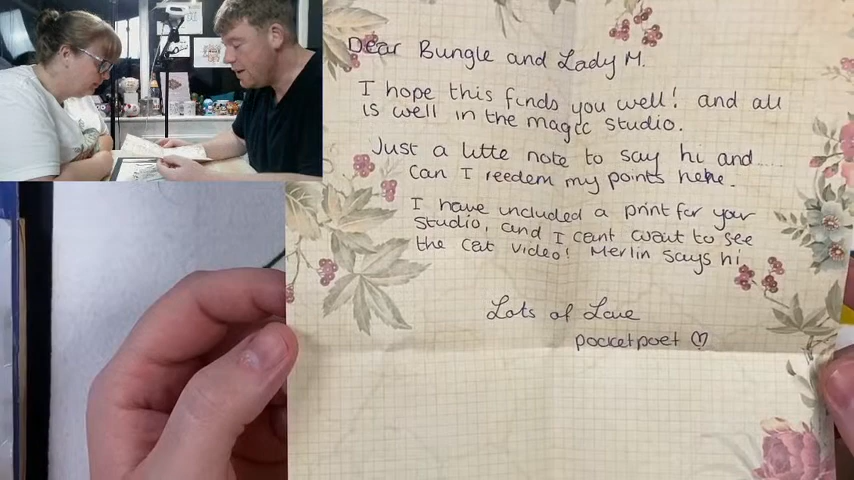 Dear Bungle and Lady M.
I hope this finds you well! and all
is well in the magic studio.
Just a litte note to say hi and.....
Can I reedem my points here.
I have included a print for your
studio, and I cant wait to see
the cat video! Merlin says hi
Lots of Love
pocketpoet ♡